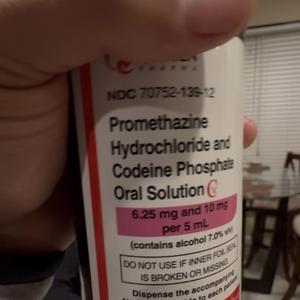 NDC 70752-139-12
Promethazine
Hydrochloride and
Codeine Phosphate
Oral Solution CV
6.25 mg and 10 mg
per 5 mL
(contains alcohol 7.0% v/v)
DO NOT USE IF INNER FOIL SEAL
IS BROKEN OR MISSING.
Dispense the accompanying